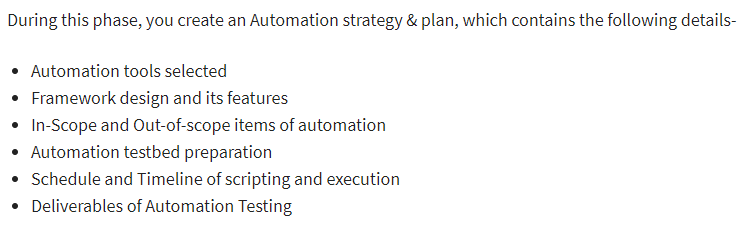 During this phase, you create an Automation strategy & plan, which contains the following details-
• Automation tools selected
• Framework design and its features
• In-Scope and Out-of-scope items of automation
• Automation testbed preparation
• Schedule and Timeline of scripting and execution
• Deliverables of Automation Testing